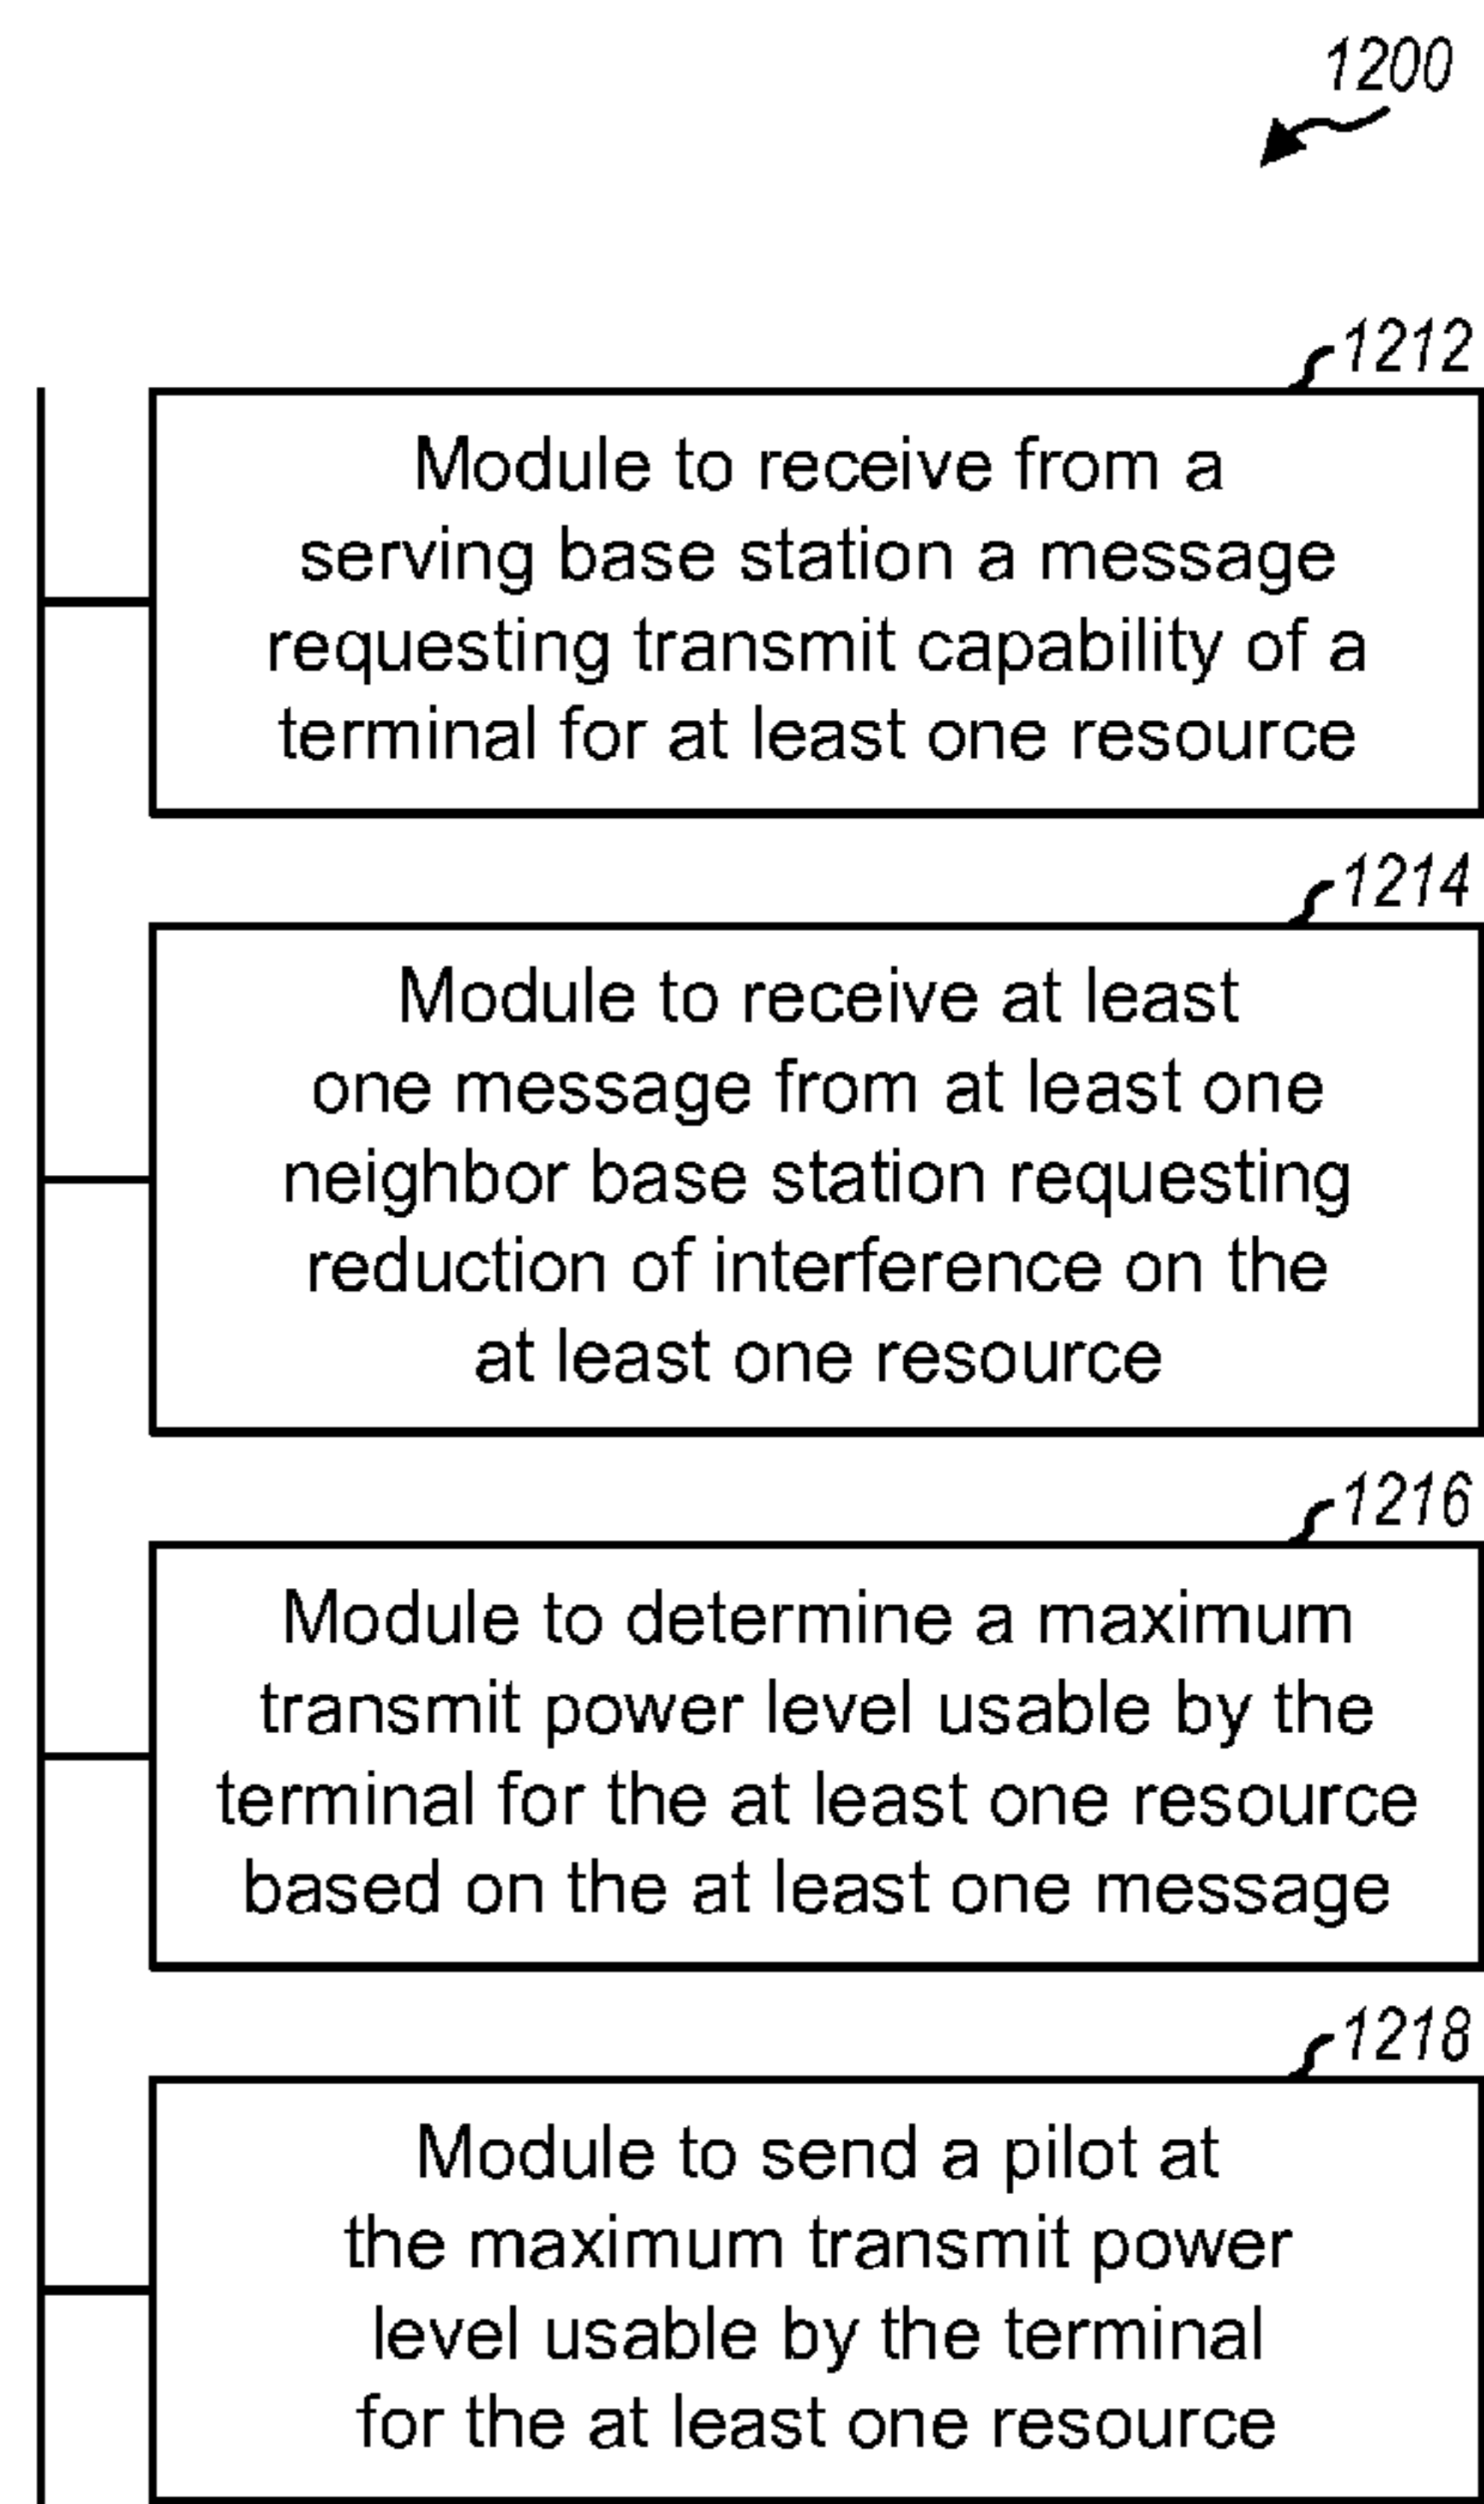 1200
1212
Module to receive from a
serving base station a message
requesting transmit capability of a
terminal for at least one resource
1214
Module to receive at least
one message from at least one
neighbor base station requesting
reduction of interference on the
at least one resource
1216
Module to determine a maximum
transmit power level usable by the
terminal for the at least one resource
based on the at least one message
1218
Module to send a pilot at
the maximum transmit power
level usable by the terminal
for the at least one resource